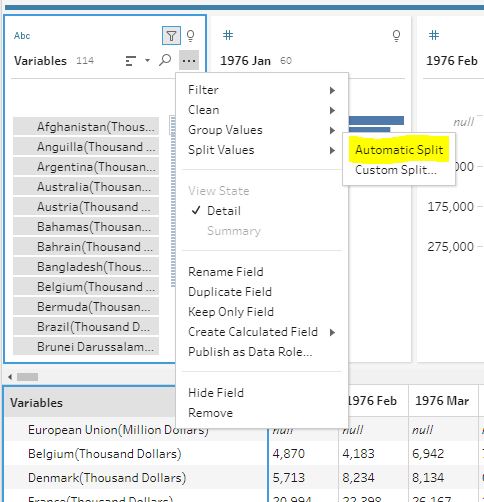 Abc
Variables 114
#
1976 Jan 60
#
1976 Feb
Afghanistan(Thous...
Anguilla(Thousand ...
Argentina(Thousan...
Australia(Thousan...
Austria(Thousand ...
Bahamas(Thousan...
Bahrain(Thousand ...
Bangladesh(Thous...
Belgium(Thousand ...
Bermuda(Thousan...
Brazil(Thousand D...
Brunei Darussalam...
Filter
Clean
Group Values
Split Values
View State
Detail
Summary
Rename Field
Duplicate Field
Keep Only Field
Create Calculated Field
Publish as Data Role...
Hide Field
Remove
Automatic Split
Custom Split...
null
175,000
275,000
Variables 1976 Feb 1976 Mar
European Union(Million Dollars) null null null
Belgium(Thousand Dollars) 4,870 4,183 6,942
Denmark(Thousand Dollars) 5,713 8,234 8,134
France(Thousand Dollars) 20,994 22,398 26,167